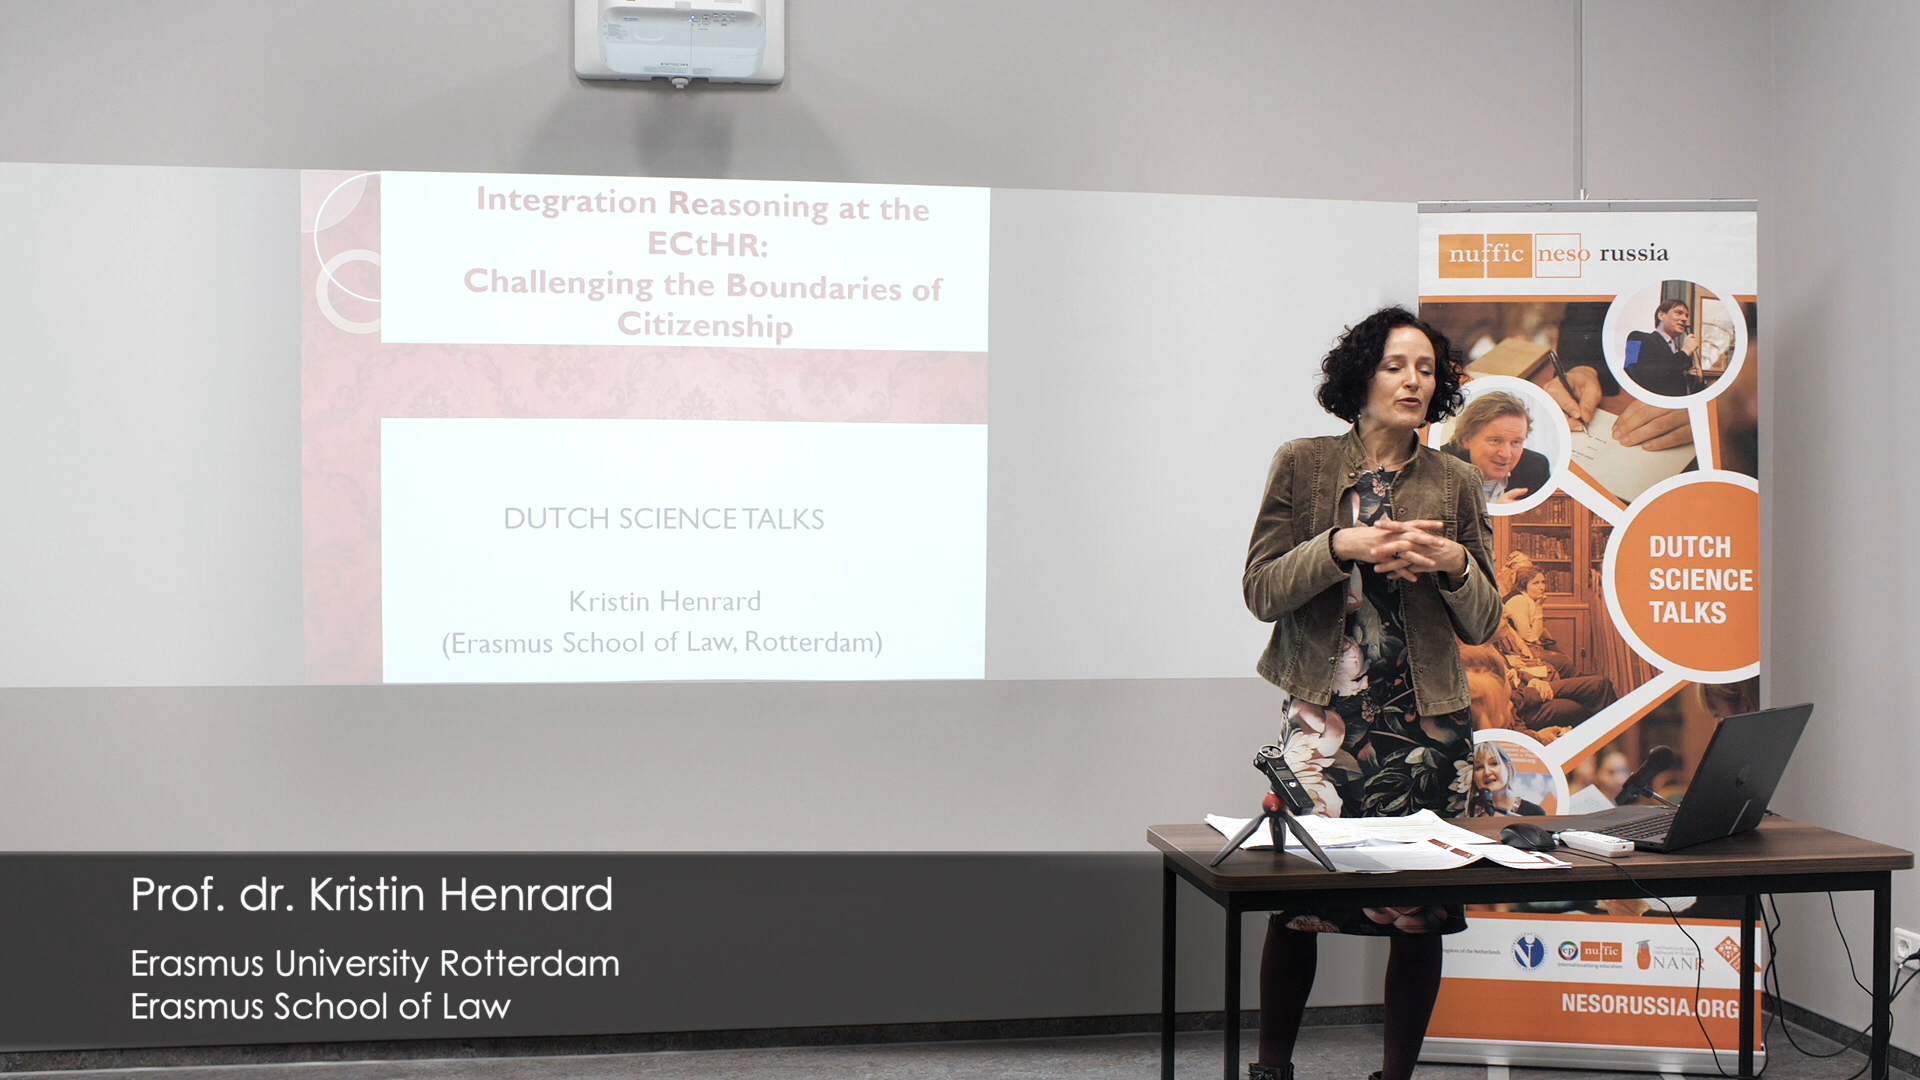 Integration Reasoning at the
ECtHR:
Challenging the Boundaries of
Citizenship
DUTCH SCIENCE TALKS
Kristin Henrard
(Erasmus School of Law, Rotterdam)
nuffic neso russia
DUTCH
SCIENCE
TALKS
nuffic
NANR
NESORUSSIA.ORG
Prof. dr. Kristin Henrard
Erasmus University Rotterdam
Erasmus School of Law